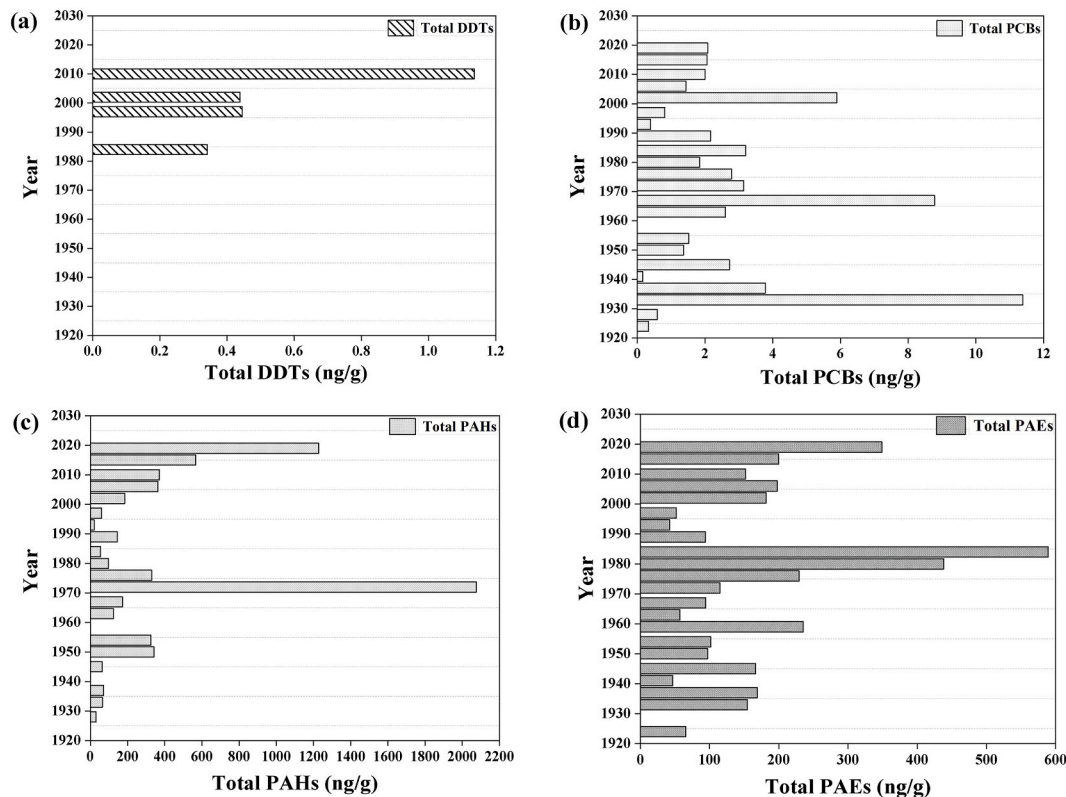 (a)
Total DDTs
2030
2020
2010
2000
1990
1980
1970
1960
1950
1940
1930
1920
Year
0.0 0.2 0.4 0.6 0.8 1.0 1.2
Total DDTs (ng/g)
(b)
Total PCBs
2030
2020
2010
2000
1990
1980
1970
1960
1950
1940
1930
1920
Year
0 2 4 6 8 10 12
Total PCBs (ng/g)
(c)
Total PAHs
2030
2020
2010
2000
1990
1980
1970
1960
1950
1940
1930
1920
Year
0 200 400 600 800 1000 1200 1400 1600 1800 2000 2200
Total PAHs (ng/g)
(d)
Total PAEs
2030
2020
2010
2000
1990
1980
1970
1960
1950
1940
1930
1920
Year
0 100 200 300 400 500 600
Total PAEs (ng/g)